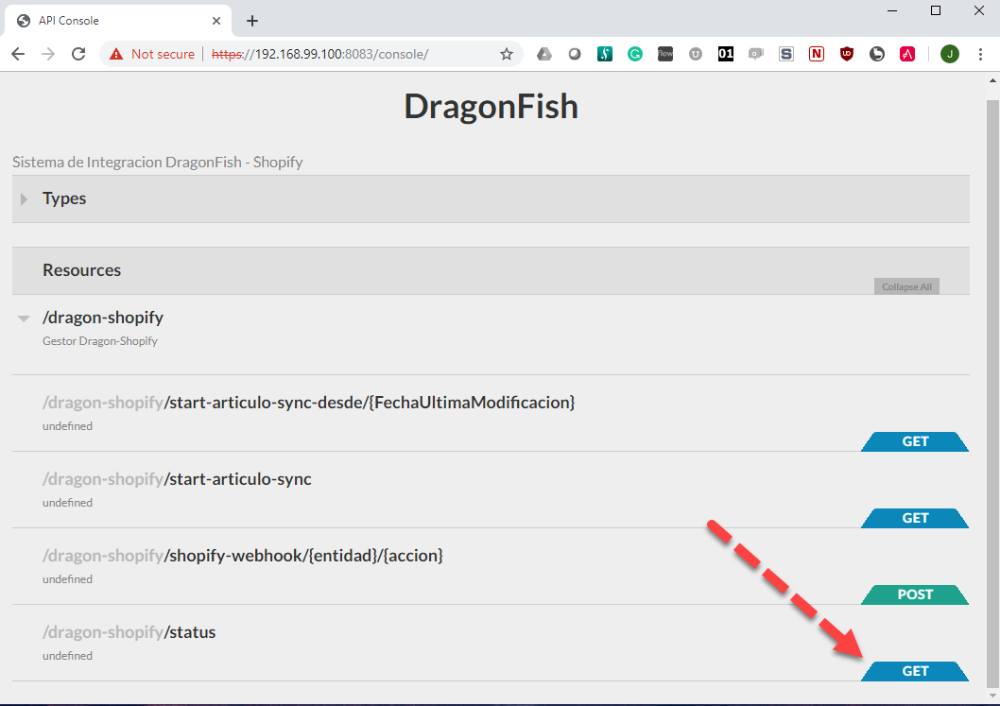 API Console
Not secure https://192.168.99.100:8083/console/
DragonFish
Sistema de Integracion DragonFish - Shopify
Types
Resources
Collapse All
/dragon-shopify
Gestor Dragon-Shopify
/dragon-shopify/start-articulo-sync-desde/{FechaUltimaModificacion}
undefined
GET
/dragon-shopify/start-articulo-sync
undefined
GET
/dragon-shopify/shopify-webhook/{entidad}/{accion}
undefined
POST
/dragon-shopify/status
undefined
GET